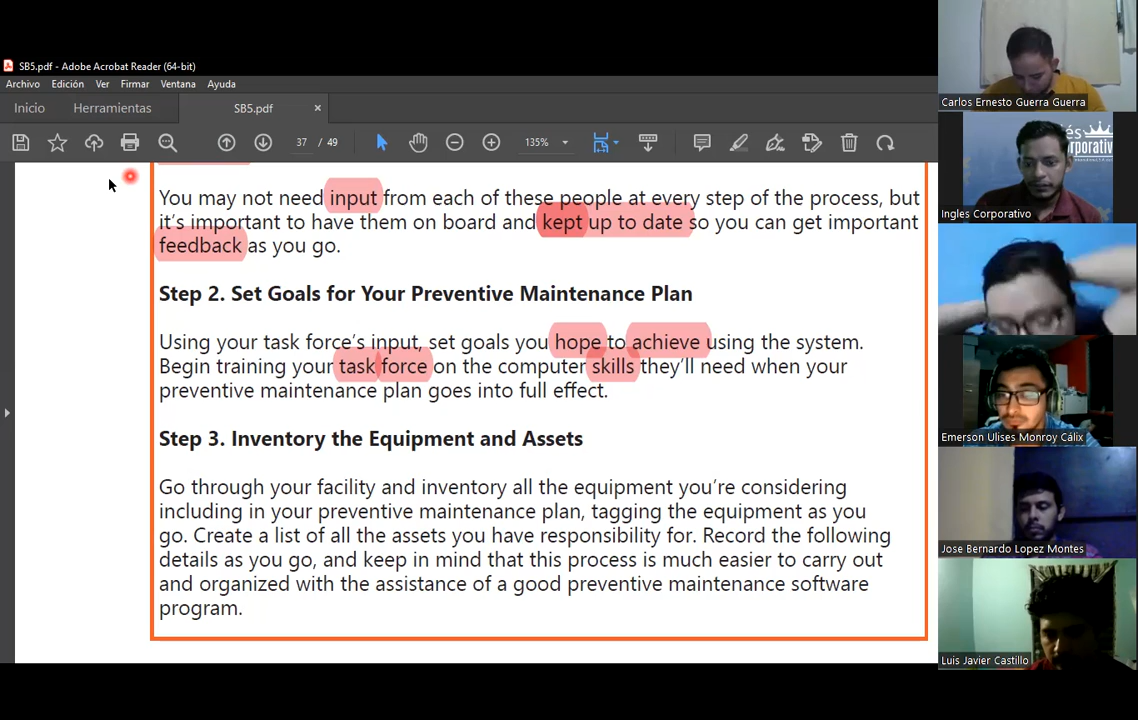 SB5.pdf - Adobe Acrobat Reader (64-bit)
Archivo Edición Ver Firmar Ventana Ayuda
Inicio Herramientas SB5.pdf ×
37 / 49 135%
You may not need input from each of these people at every step of the process, but
it's important to have them on board and kept up to date so you can get important
feedback as you go.
Step 2. Set Goals for Your Preventive Maintenance Plan
Using your task force's input, set goals you hope to achieve using the system.
Begin training your task force on the computer skills they'll need when your
preventive maintenance plan goes into full effect.
Step 3. Inventory the Equipment and Assets
Go through your facility and inventory all the equipment you're considering
including in your preventive maintenance plan, tagging the equipment as you
go. Create a list of all the assets you have responsibility for. Record the following
details as you go, and keep in mind that this process is much easier to carry out
and organized with the assistance of a good preventive maintenance software
program.
Carlos Ernesto Guerra Guerra
Ingles Corporativo
Emerson Ulises Monroy Cálix
Jose Bernardo Lopez Montes
Luis Javier Castillo